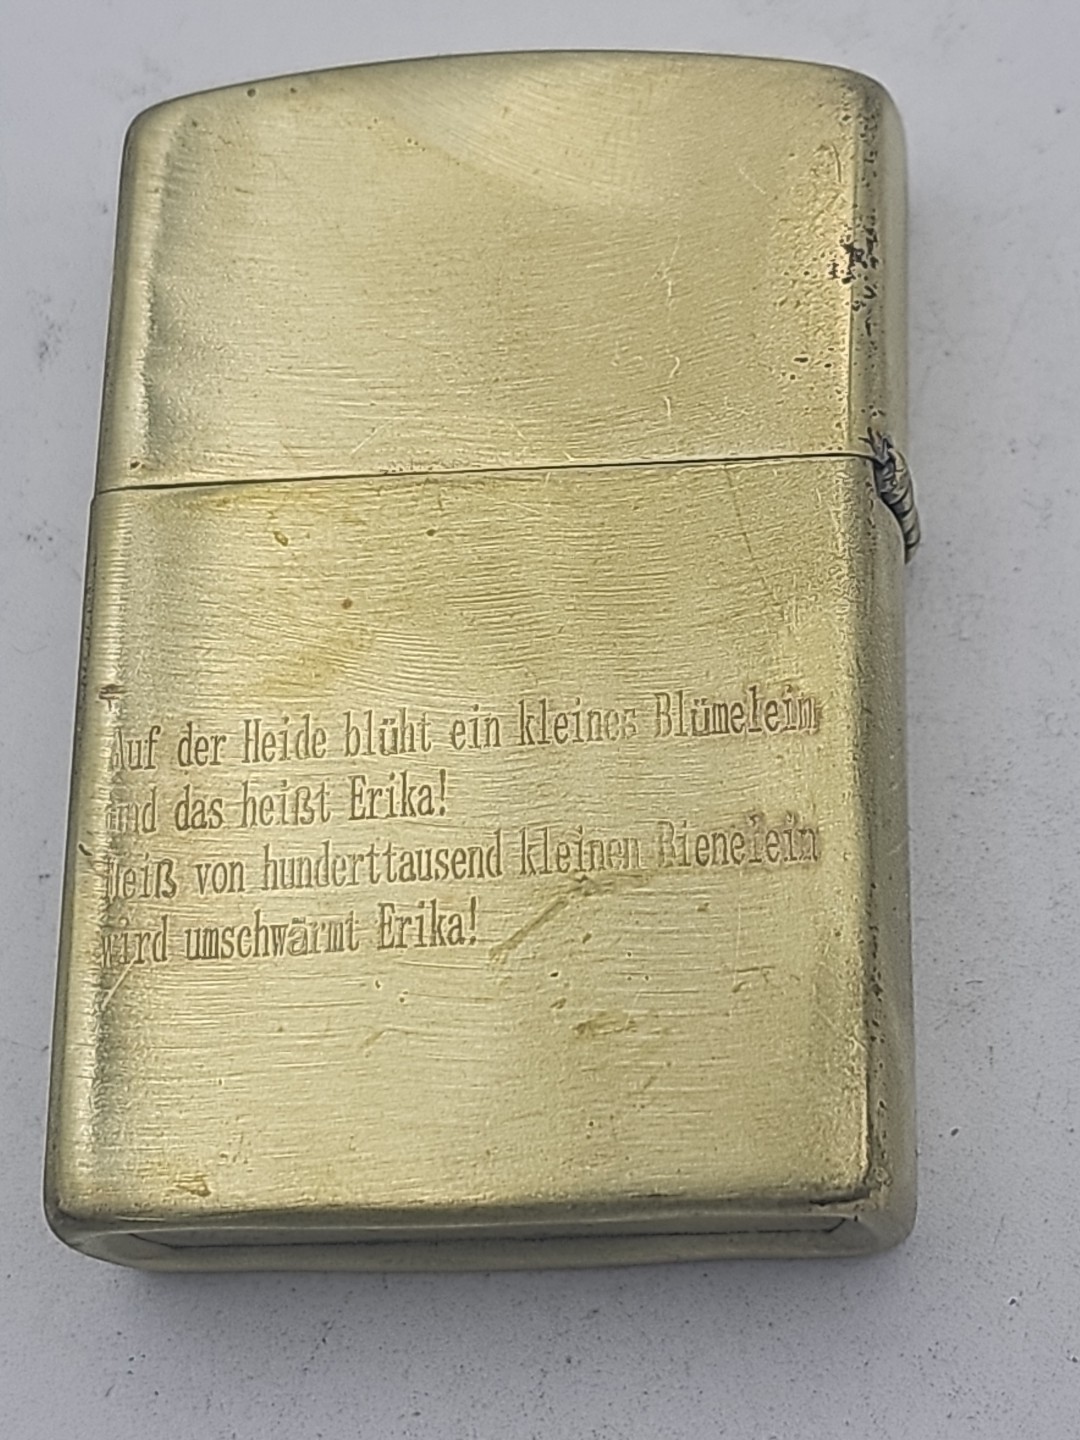 Auf der Heide blüht ein kleines Blümelein
und das heißt Erika!
Heiß von hunderttausend kleinen Bienelein
wird umschwärmt Erika!